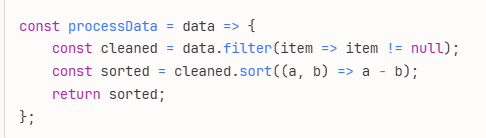 const processData = data => {
    const cleaned = data.filter(item => item != null);
    const sorted = cleaned.sort((a, b) => a - b);
    return sorted;
};